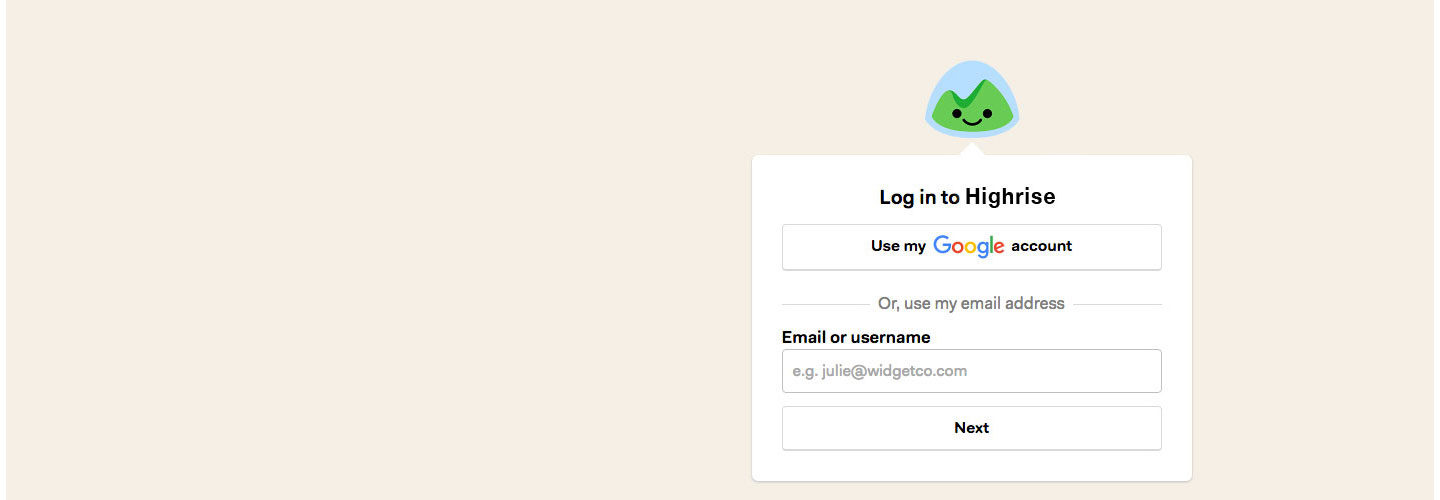 Log in to Highrise
Use my Google account
Or, use my email address
Email or username
e.g. julie@widgetco.com
Next